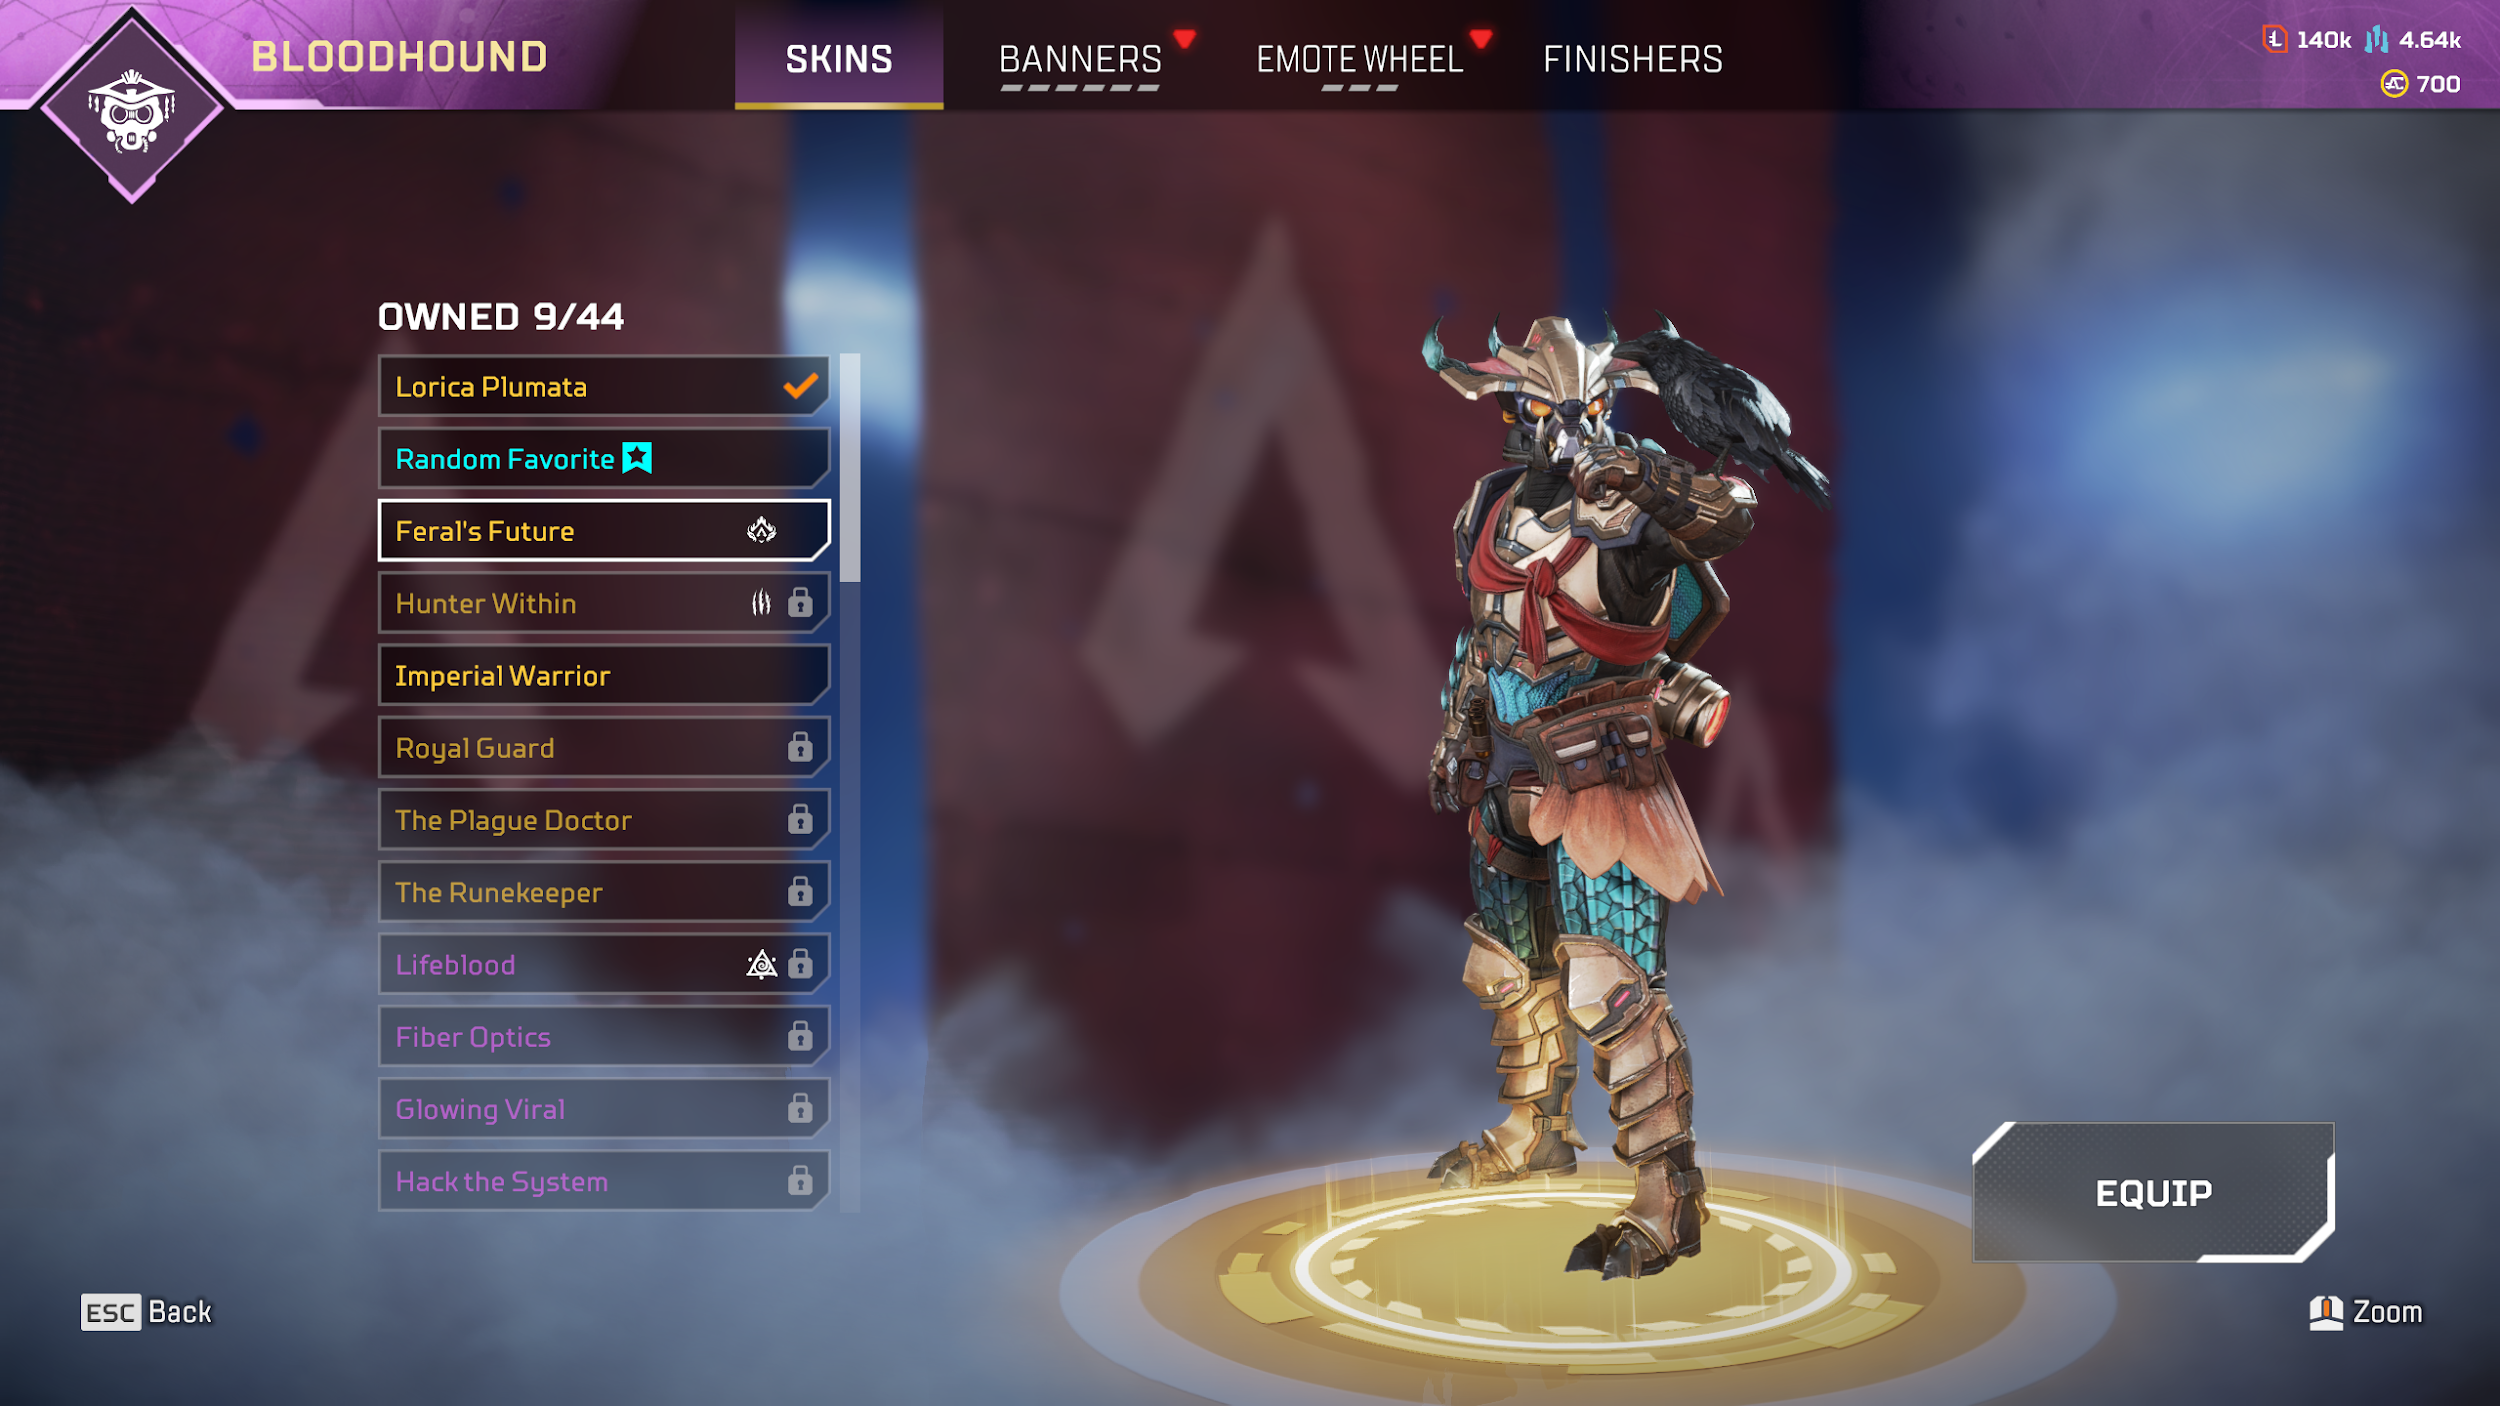 BLOODHOUND
SKINS
BANNERS
EMOTE WHEEL
FINISHERS
140k 4.64k
700
OWNED 9/44
Lorica Plumata
Random Favorite
Feral's Future
Hunter Within
Imperial Warrior
Royal Guard
The Plague Doctor
The Runekeeper
Lifeblood
Fiber Optics
Glowing Viral
Hack the System
EQUIP
ESC Back
Zoom